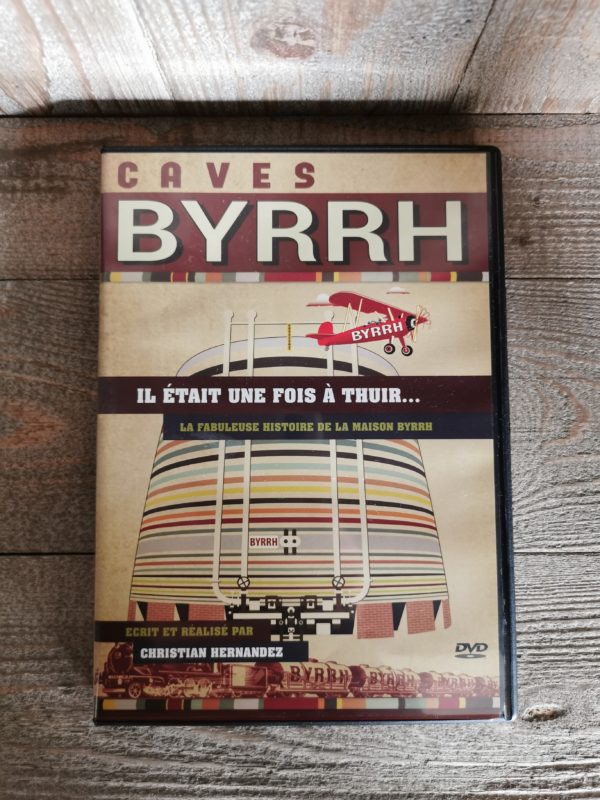 CAVES
BYRRH
BYRRH
IL ÉTAIT UNE FOIS À THUIR...
LA FABULEUSE HISTOIRE DE LA MAISON BYRRH
BYRRH
ECRIT ET RÉALISÉ PAR
CHRISTIAN HERNANDEZ
DVD
BYRRH BYRRH BYRRH